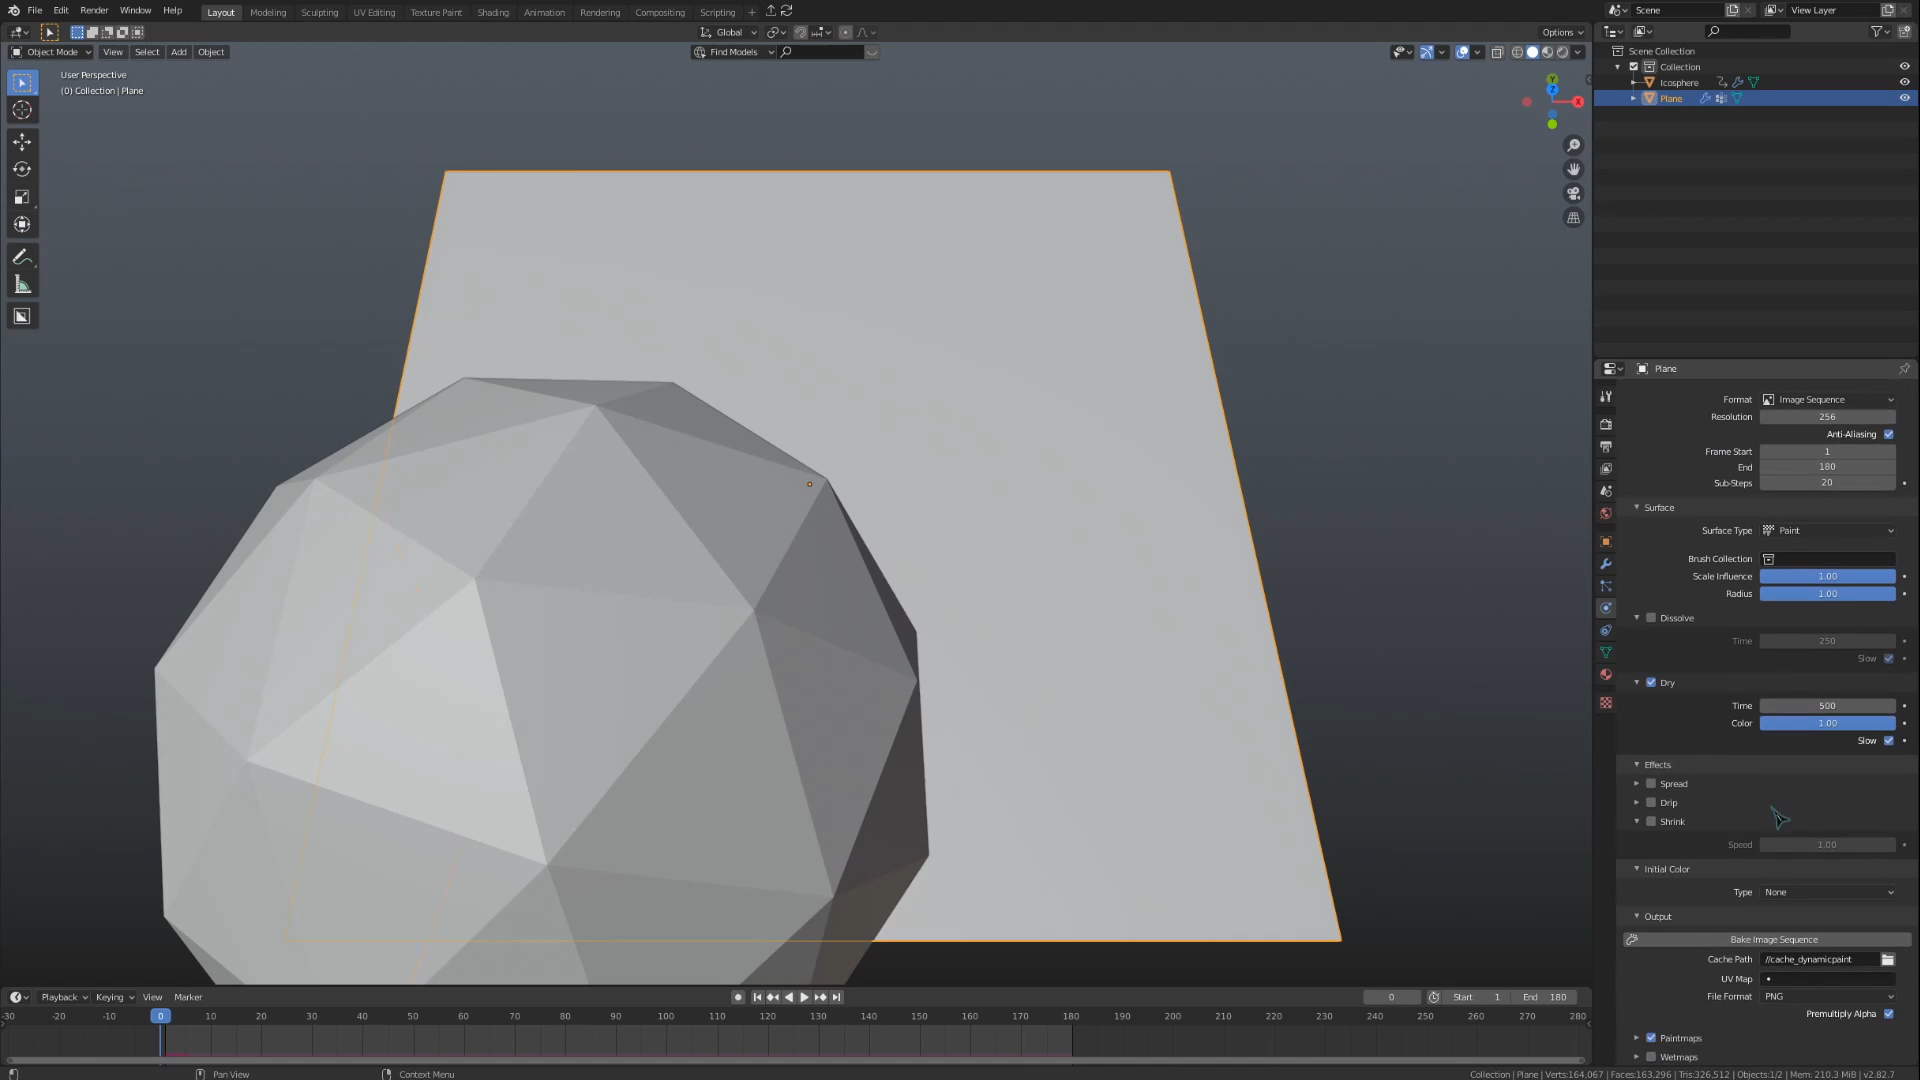 File Edit Render Window Help Layout Modeling Sculpting UV Editing Texture Paint Shading Animation Rendering Compositing Scripting + Scene View Layer
Global Options
Object Mode View Select Add Object Find Models
User Perspective
(0) Collection | Plane
Y
Z
X
Scene Collection
Collection
Icosphere
Plane
Plane
Format Image Sequence
Resolution 256
Anti-Aliasing
Frame Start 1
End 180
Sub-Steps 20
Surface
Surface Type Paint
Brush Collection
Scale Influence 1.00
Radius 1.00
Dissolve
Time 250
Slow
Dry
Time 500
Color 1.00
Slow
Effects
Spread
Drip
Shrink
Speed 1.00
Initial Color
Type None
Output
Bake Image Sequence
Cache Path //cache_dynamicpaint
UV Map
File Format PNG
Premultiply Alpha
Paintmaps
Wetmaps
Playback Keying View Marker 0 Start 1 End 180
-30 -20 -10 0 10 20 30 40 50 60 70 80 90 100 110 120 130 140 150 160 170 180 190 200 210 220 230 240 250 260 270 280
Pan View Context Menu Collection | Plane | Verts:164,067 | Faces:163,296 | Tris:326,512 | Objects:1/2 | Mem: 210.3 MiB | v2.82.7